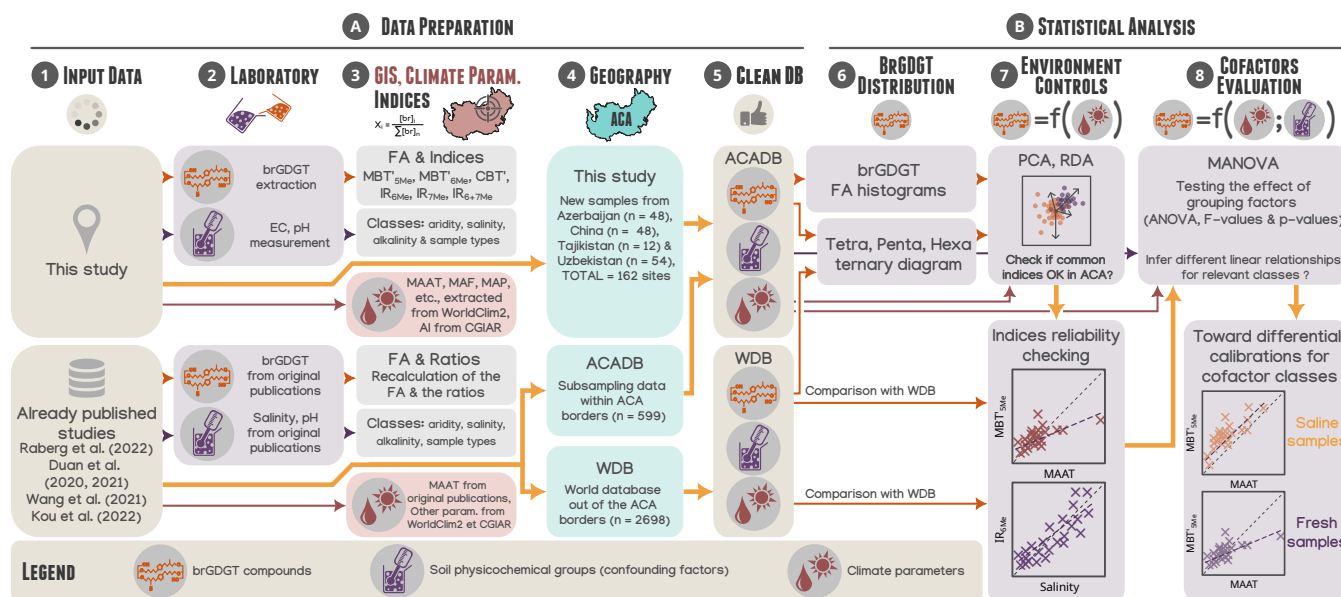 A DATA PREPARATION
B STATISTICAL ANALYSIS
1 INPUT DATA
2 LABORATORY
3 GIS, CLIMATE PARAM.
INDICES
Xi = [br]i / Σ[br]n
4 GEOGRAPHY
ACA
5 CLEAN DB
6 BRGDGT
DISTRIBUTION
7 ENVIRONMENT
CONTROLS
=f( )
8 COFACTORS
EVALUATION
=f( ; )
This study
brGDGT
extraction
EC, pH
measurement
FA & Indices
MBT'5Me, MBT'6Me, CBT',
IR6Me, IR7Me, IR6+7Me
Classes: aridity, salinity,
alkalinity & sample types
MAAT, MAF, MAP,
etc., extracted
from WorldClim2,
AI from CGIAR
This study
New samples from
Azerbaijan (n = 48),
China (n = 48),
Tajikistan (n = 12) &
Uzbekistan (n = 54),
TOTAL = 162 sites
ACADB
brGDGT
FA histograms
Tetra, Penta, Hexa
ternary diagram
PCA, RDA
Check if common
indices OK in ACA?
MANOVA
Testing the effect of
grouping factors
(ANOVA, F-values & p-values)
Infer different linear relationships
for relevant classes ?
Already published
studies
Raberg et al. (2022)
Duan et al.
(2020, 2021)
Wang et al. (2021)
Kou et al. (2022)
brGDGT
from original
publications
Salinity, pH
from original
publications
FA & Ratios
Recalculation of the
FA & the ratios
Classes: aridity, salinity,
alkalinity, sample types
MAAT from
original publications,
Other param. from
WorldClim2 et CGIAR
ACADB
Subsampling data
within ACA
borders (n = 599)
WDB
World database
out of the ACA
borders (n = 2698)
WDB
Comparison with WDB
Comparison with WDB
Indices reliability
checking
MBT'5Me
MAAT
IR6Me
Salinity
Toward differential
calibrations for
cofactor classes
MBT'5Me
MAAT
Saline
samples
MBT'5Me
MAAT
Fresh
samples
LEGEND
brGDGT compounds
Soil physicochemical groups (confounding factors)
Climate parameters